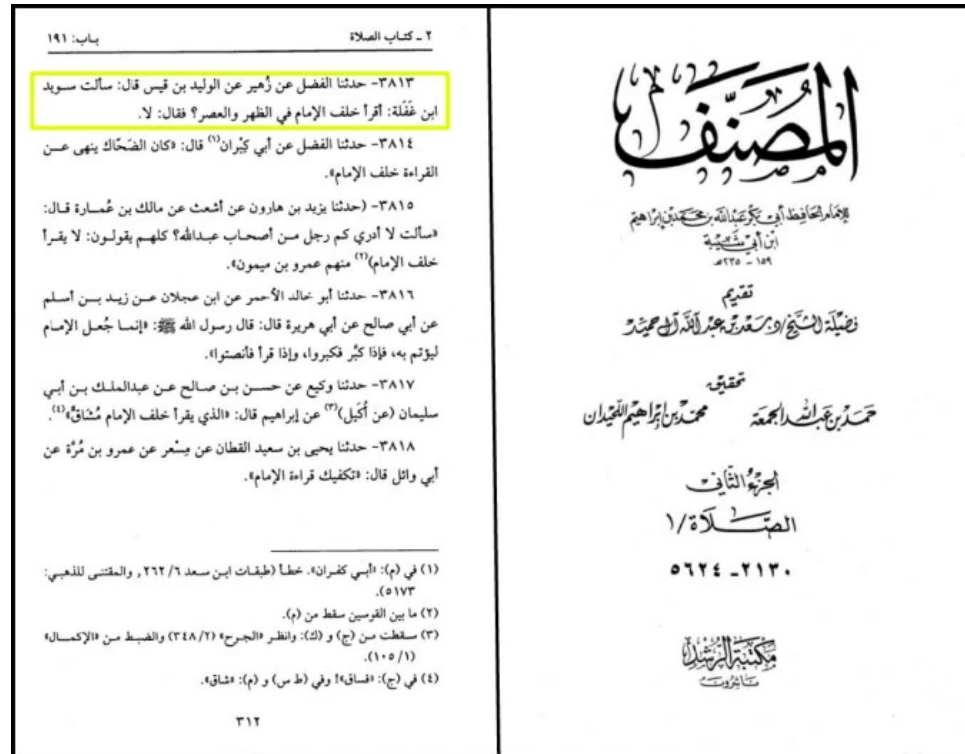 ٢ ـ كتاب الصلاة
باب: ١٩١
٣٨١٣- حدثنا الفضل عن زُهير عن الوليد بن قيس قال: سألت سويد
ابن غَفَلة: أقرأ خلف الإمام في الظهر والعصر؟ فقال: لا.
٣٨١٤- حدثنا الفضل عن أبي كِيْران(١) قال: «كان الضَحّاك ينهى عن
القراءة خلف الإمام».
٣٨١٥- (حدثنا يزيد بن هارون عن أشعث عن مالك بن عُمارة قال:
«سألت لا أدري كم رجل من أصحاب عبدالله؟ كلهم يقولون: لا يقرأ
خلف الإمام)(٢) منهم عمرو بن ميمون».
٣٨١٦- حدثنا أبو خالد الأحمر عن ابن عجلان عن زيد بن أسلم
عن أبي صالح عن أبي هريرة قال: قال رسول الله ﷺ: «إنما جُعل الإمام
ليؤتم به، فإذا كبَّر فكبروا، وإذا قرأ فأنصتوا».
٣٨١٧- حدثنا وكيع عن حسن بن صالح عن عبدالملك بن أبي
سليمان (عن أُكَيل)(٣) عن إبراهيم قال: «الذي يقرأ خلف الإمام مُشَاقٌّ»(٤).
٣٨١٨- حدثنا يحيى بن سعيد القطان عن مِسْعر عن عمرو بن مُرَّة عن
أبي وائل قال: «تكفيك قراءة الإمام».
(١) في (م): «أبي كفران». خطأ (طبقات ابن سعد ٢٦٢/٦, والمقتنى للذهبي:
٥١٧٣).
(٢) ما بين القوسين سقط من (م).
(٣) سقطت من (ج) و (ك): وانظر «الجرح» (٣٤٨/٢) والضبط من «الإكمال»
(١٠٥/١).
(٤) في (ج): «فساق»! وفي (ط س) و (م): «شاق».
٣١٢
المصنف
للإمام الحافظ أبي بكر عبدالله بن محمد بن إبراهيم
ابن أبي شيبة
١٥٩ - ٢٣٥هـ
تقديم
فضيلة الشيخ/د. سعد بن عبدالله آل حميد
تحقيق
حمد بن عبدالله الجمعة محمد بن إبراهيم اللحيدان
الجزء الثاني
الصلاة/١
٢١٣٠ - ٥٦٢٤
مكتبة الرشد
ناشرون